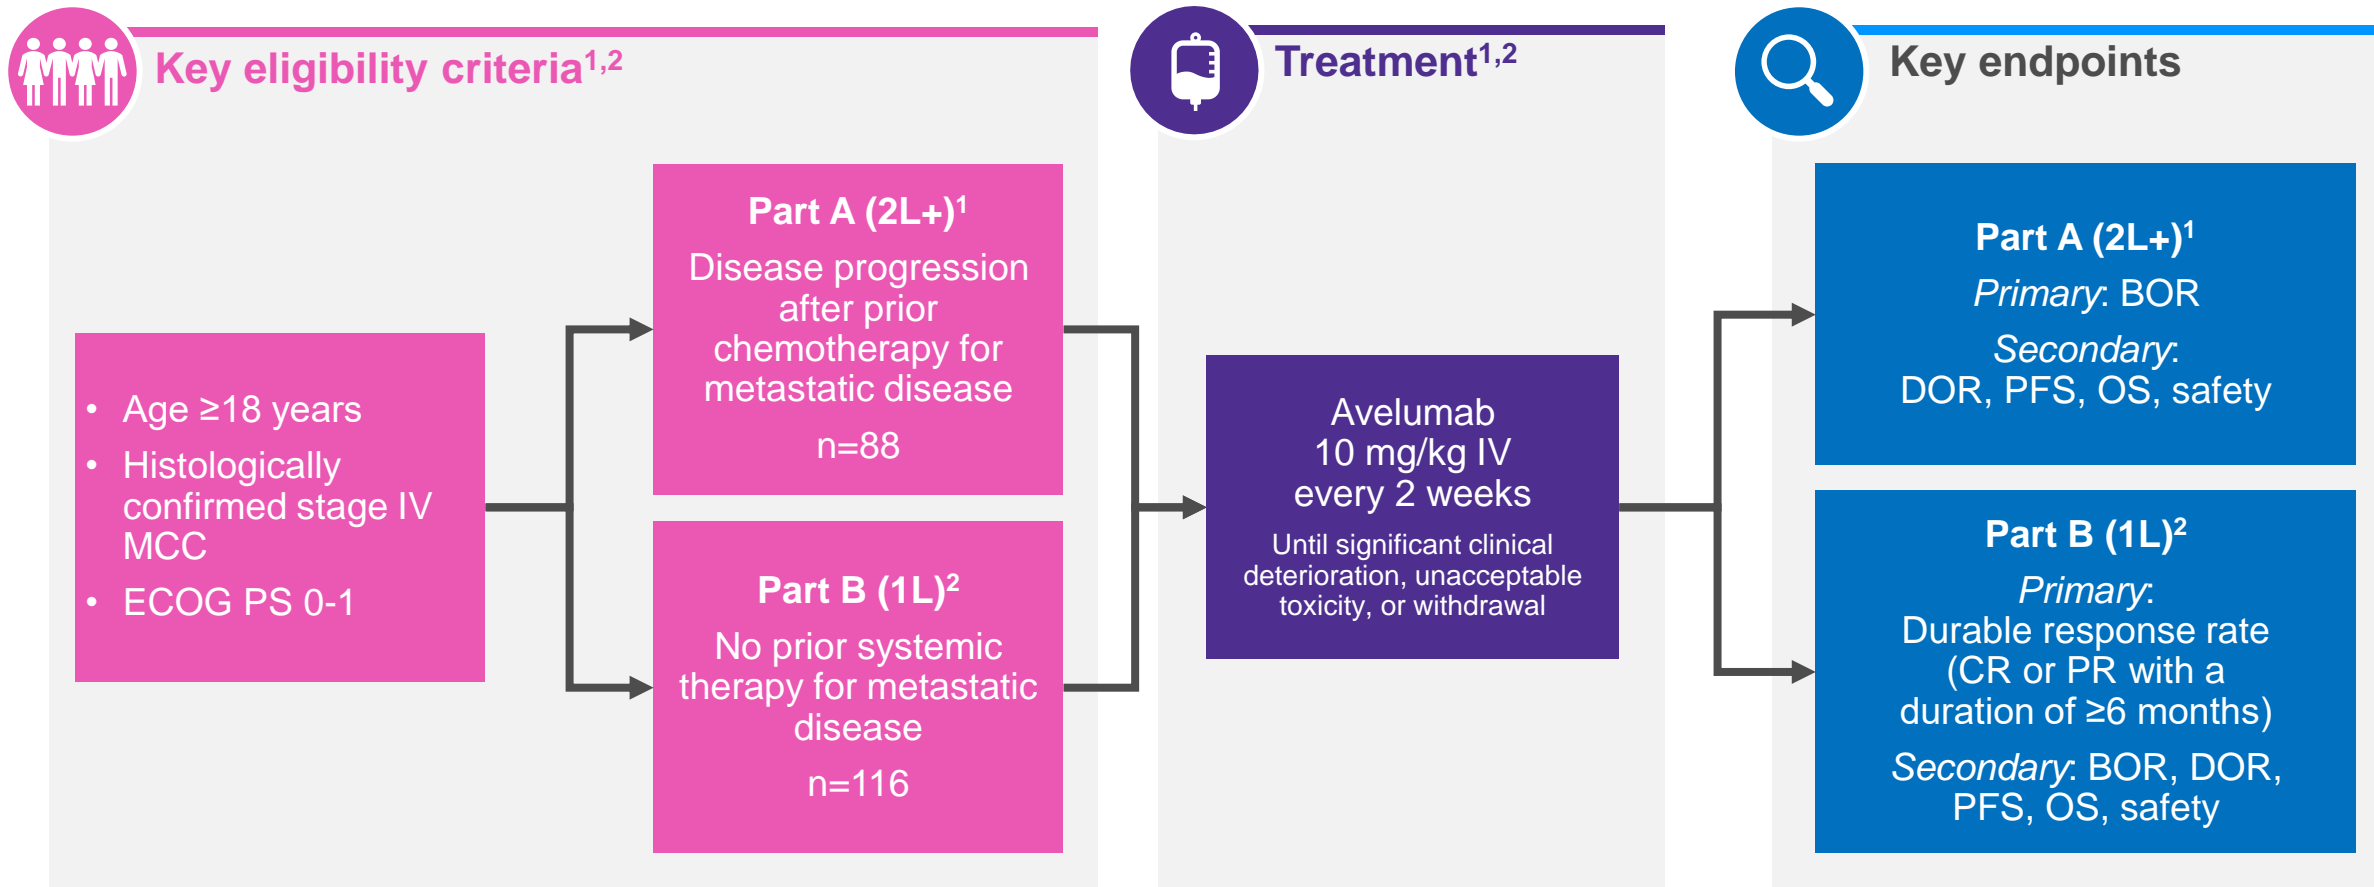 Key eligibility criteria1,2
• Age ≥18 years
• Histologically
confirmed stage IV
MCC
• ECOG PS 0-1
Part A (2L+)1
Disease progression
after prior
chemotherapy for
metastatic disease
n=88
Part B (1L)2
No prior systemic
therapy for metastatic
disease
n=116
Treatment1,2
Avelumab
10 mg/kg IV
every 2 weeks
Until significant clinical
deterioration, unacceptable
toxicity, or withdrawal
Key endpoints
Part A (2L+)1
Primary: BOR
Secondary:
DOR, PFS, OS, safety
Part B (1L)2
Primary:
Durable response rate
(CR or PR with a
duration of ≥6 months)
Secondary: BOR, DOR,
PFS, OS, safety